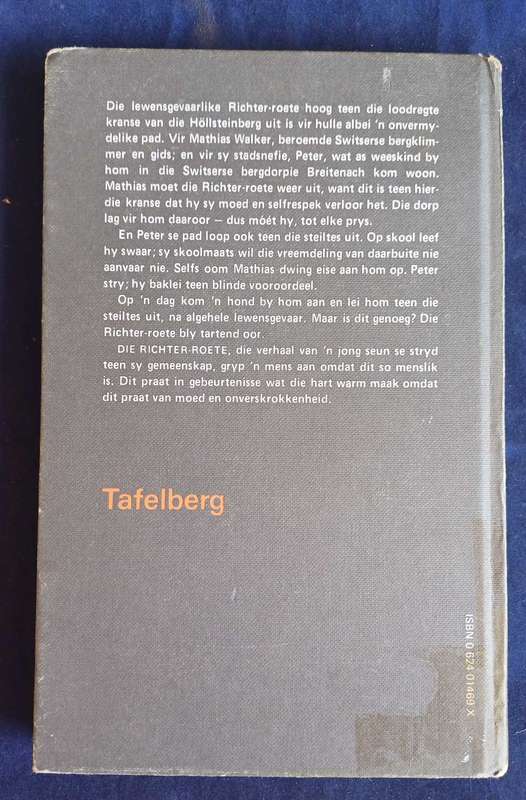 Die lewensgevaarlike Richter-roete hoog teen die loodregte
kranse van die Höllsteinberg uit is vir hulle albei 'n onvermy-
delike pad. Vir Mathias Walker, beroemde Switserse bergklim-
mer en gids; en vir sy stadsnefie, Peter, wat as weeskind by
hom in die Switserse bergdorpie Breitenach kom woon.
Mathias moet die Richter-roete weer uit, want dit is teen hier-
die kranse dat hy sy moed en selfrespek verloor het. Die dorp
lag vir hom daaroor – dus móét hy, tot elke prys.
En Peter se pad loop ook teen die steiltes uit. Op skool leef
hy swaar; sy skoolmaats wil die vreemdeling van daarbuite nie
aanvaar nie. Selfs oom Mathias dwing eise aan hom op. Peter
stry; hy baklei teen blinde vooroordeel.
Op 'n dag kom 'n hond by hom aan en lei hom teen die
steiltes uit, na algehele lewensgevaar. Maar is dit genoeg? Die
Richter-roete bly tartend oor.
DIE RICHTER-ROETE, die verhaal van 'n jong seun se stryd
teen sy gemeenskap, gryp 'n mens aan omdat dit so menslik
is. Dit praat in gebeurtenisse wat die hart warm maak omdat
dit praat van moed en onverskrokkenheid.
Tafelberg
ISBN 0 624 01469 X